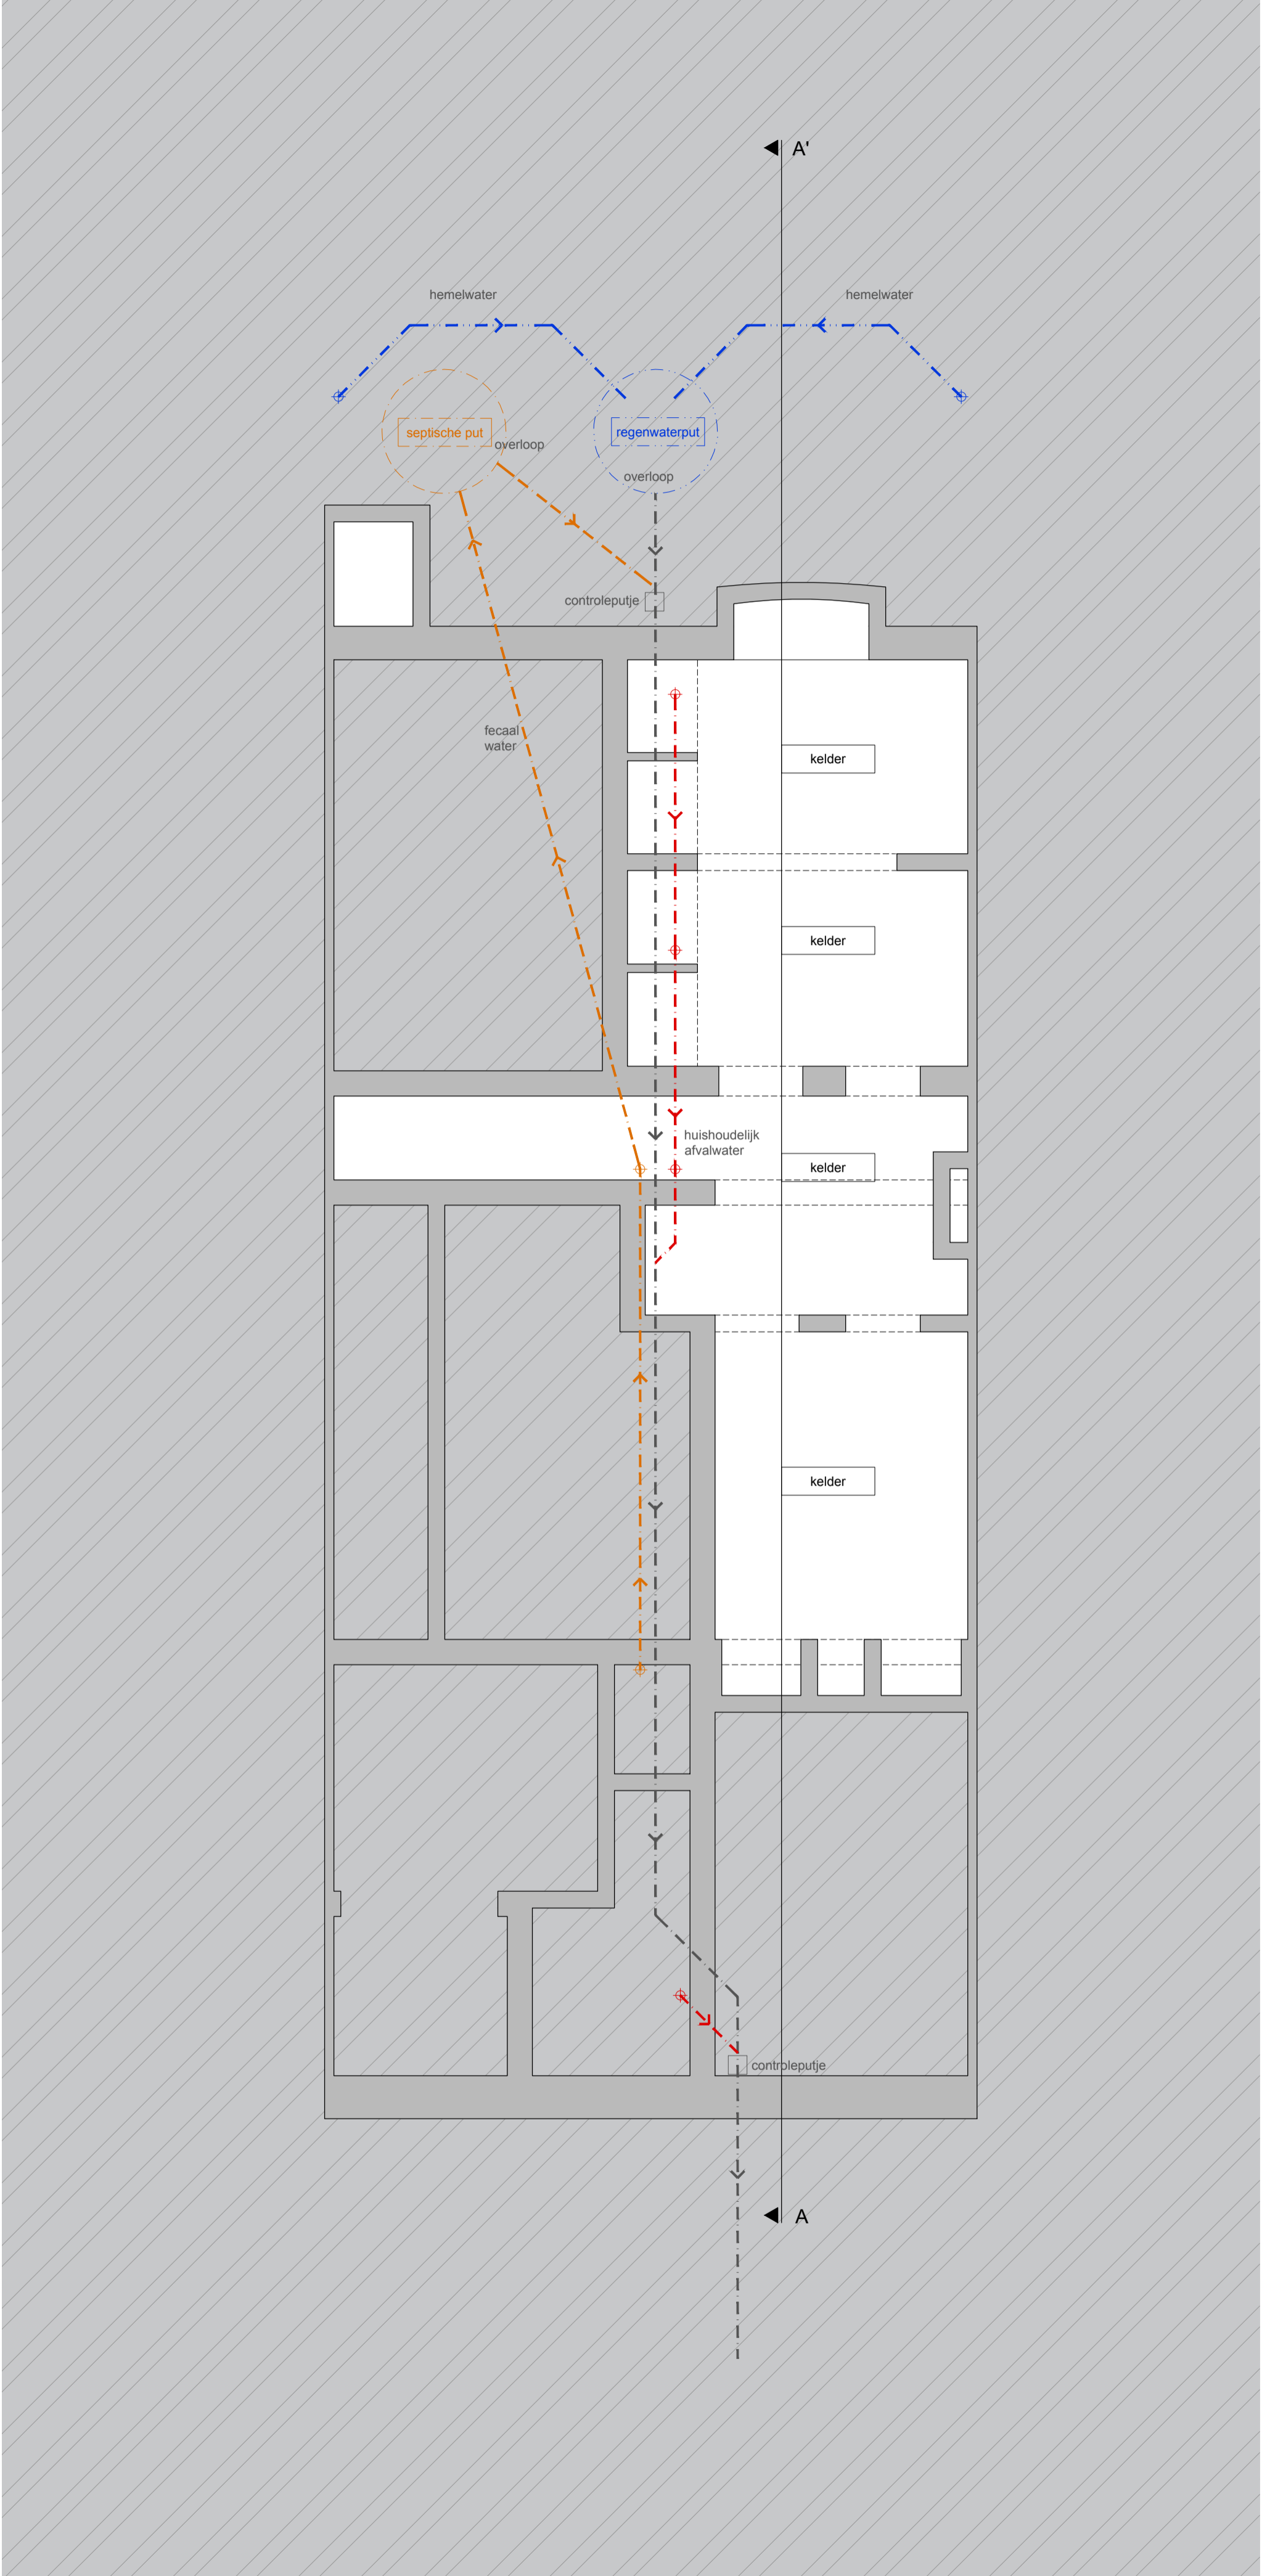 A'
hemelwater
hemelwater
septische put
regenwaterput
overloop
overloop
controleputje
fecaal
water
kelder
kelder
huishoudelijk
afvalwater
kelder
kelder
controleputje
A